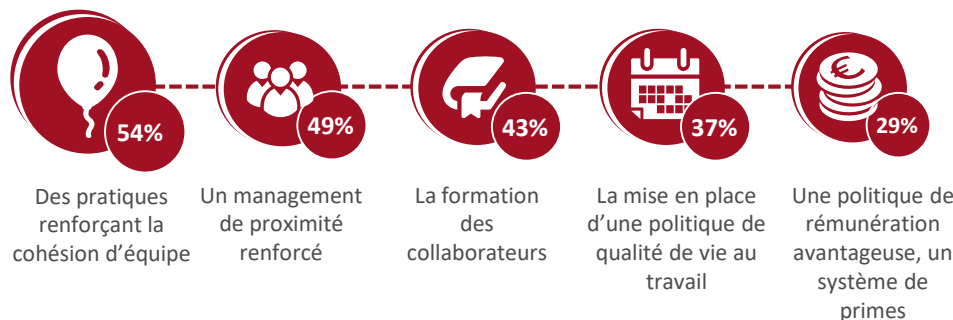 54%
Des pratiques
renforçant la
cohésion d’équipe
49%
Un management
de proximité
renforcé
43%
La formation
des
collaborateurs
37%
La mise en place
d’une politique de
qualité de vie au
travail
€
29%
Une politique de
rémunération
avantageuse, un
système de
primes